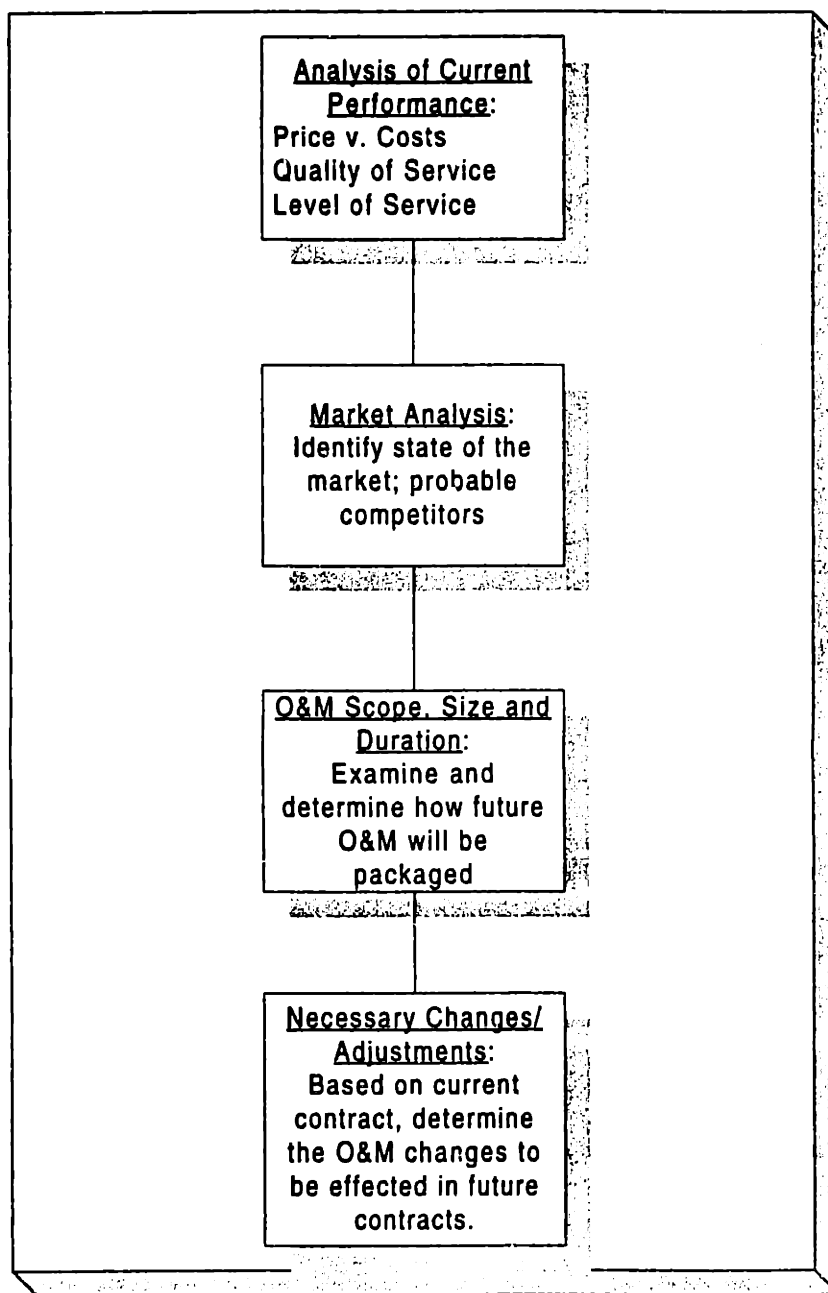 Analysis of Current
Performance:
Price v. Costs
Quality of Service
Level of Service
Market Analysis:
Identify state of the
market; probable
competitors
O&M Scope, Size and
Duration:
Examine and
determine how future
O&M will be
packaged
Necessary Changes/
Adjustments:
Based on current
contract, determine
the O&M changes to
be effected in future
contracts.